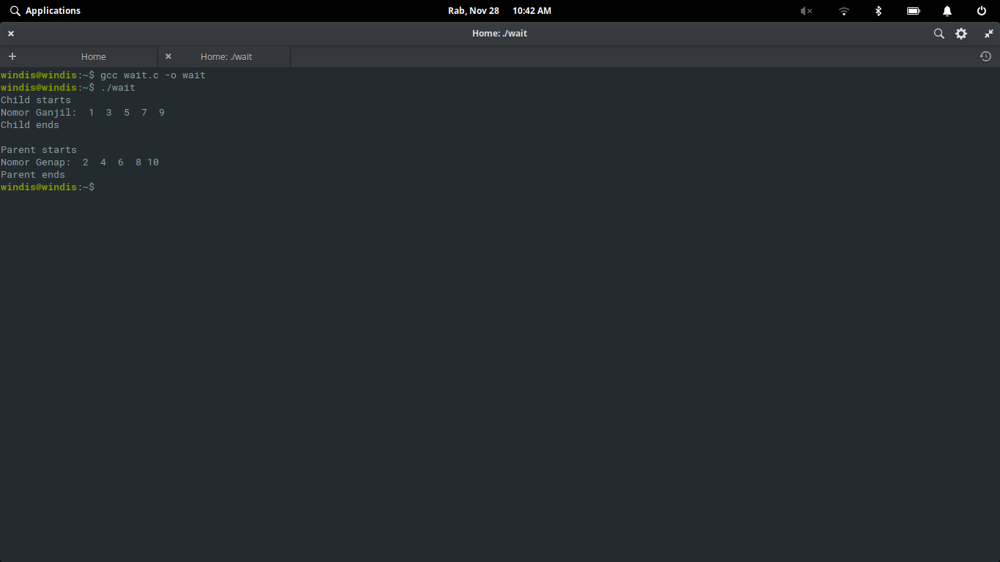 Applications Rab, Nov 28 10:42 AM
Home: ./wait
Home Home: ./wait
windis@windis:~$ gcc wait.c -o wait
windis@windis:~$ ./wait
Child starts
Nomor Ganjil:  1  3  5  7  9
Child ends
Parent starts
Nomor Genap:  2  4  6  8 10
Parent ends
windis@windis:~$